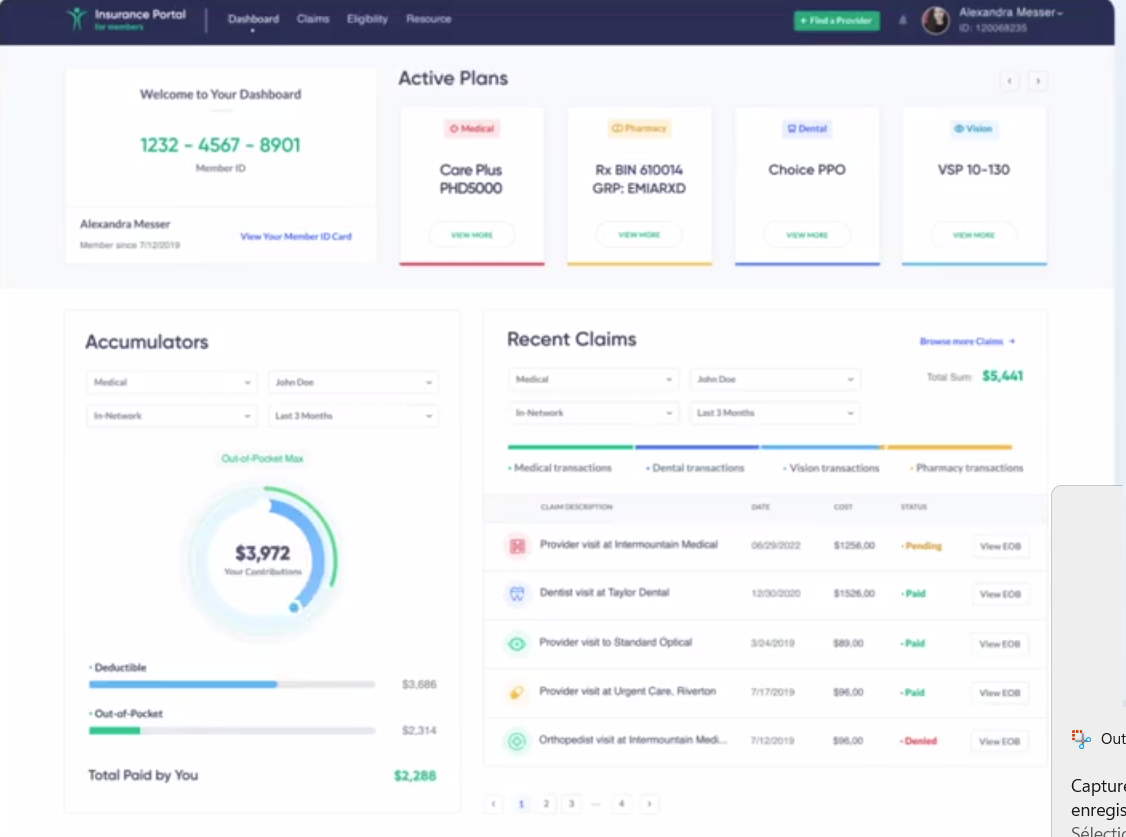 Insurance Portal
for members
Dashboard Claims Eligibility Resource
+ Find a Provider
Alexandra Messer
ID: 120068235
Welcome to Your Dashboard
1232 - 4567 - 8901
Member ID
Alexandra Messer
Member since 7/12/2019
View Your Member ID Card
Active Plans
Medical
Care Plus
PHD5000
VIEW MORE
Pharmacy
Rx BIN 610014
GRP: EMIARXD
VIEW MORE
Dental
Choice PPO
VIEW MORE
Vision
VSP 10-130
VIEW MORE
Accumulators
Medical John Doe
In-Network Last 3 Months
Out-of-Pocket Max
$3,972
Your Contributions
Deductible
$3,686
Out-of-Pocket
$2,314
Total Paid by You $2,288
Recent Claims
Browse more Claims →
Medical John Doe
Total Sum: $5,441
In-Network Last 3 Months
Medical transactions Dental transactions Vision transactions Pharmacy transactions
CLAIM DESCRIPTION DATE COST STATUS
Provider visit at Intermountain Medical 06/29/2022 $1256,00 Pending View EOB
Dentist visit at Taylor Dental 12/30/2020 $1526,00 Paid View EOB
Provider visit to Standard Optical 3/24/2019 $89,00 Paid View EOB
Provider visit at Urgent Care, Riverton 7/17/2019 $96,00 Paid View EOB
Orthopedist visit at Intermountain Medi... 7/12/2019 $96,00 Denied View EOB
‹ 1 2 3 ... 4 ›
Out
Capture
enregis
Sélectio